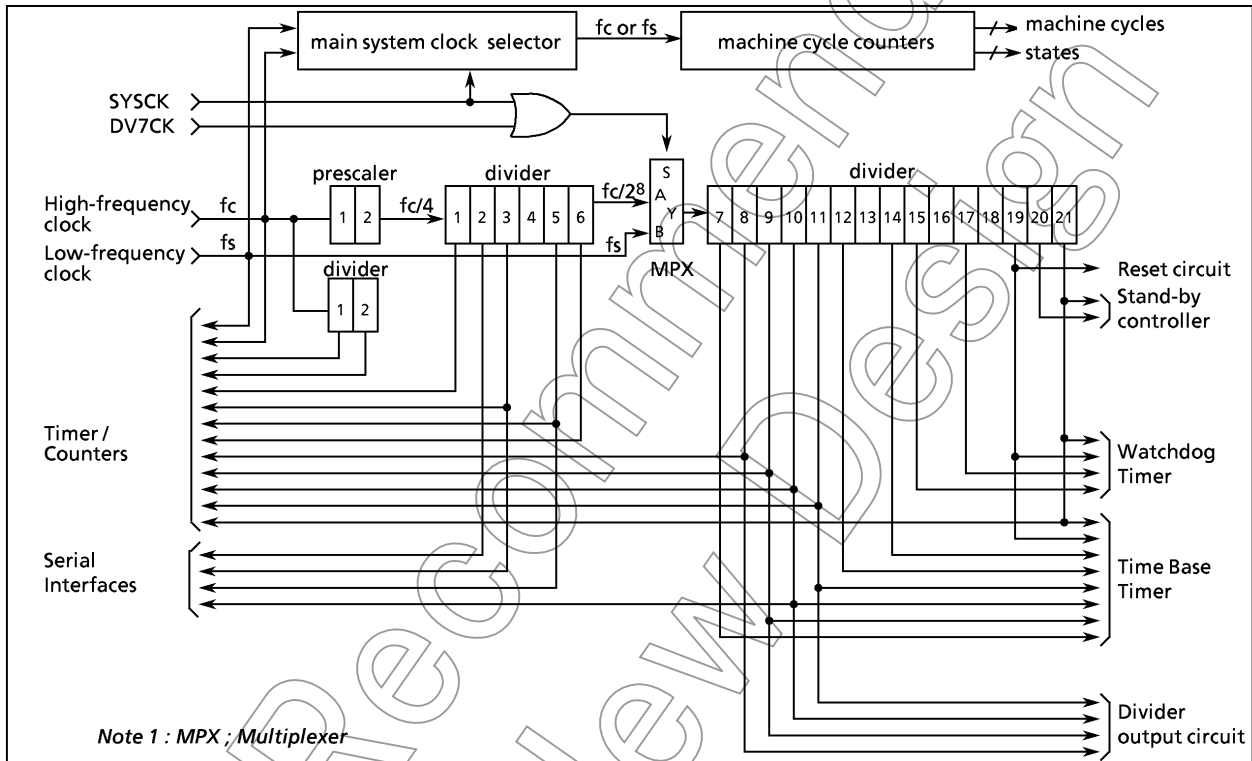 main system clock selector
fc or fs
machine cycle counters
machine cycles
states
SYSCK
DV7CK
prescaler
divider
divider
High-frequency
clock
fc
1 2
fc/4
1 2 3 4 5 6
fc/2⁸
S
A
Y
B
7 8 9 10 11 12 13 14 15 16 17 18 19 20 21
Low-frequency
clock
fs
fs
MPX
divider
1 2
Reset circuit
Stand-by
controller
Timer /
Counters
Watchdog
Timer
Serial
Interfaces
Time Base
Timer
Divider
output circuit
Note 1 : MPX ; Multiplexer
Recommend
New Design